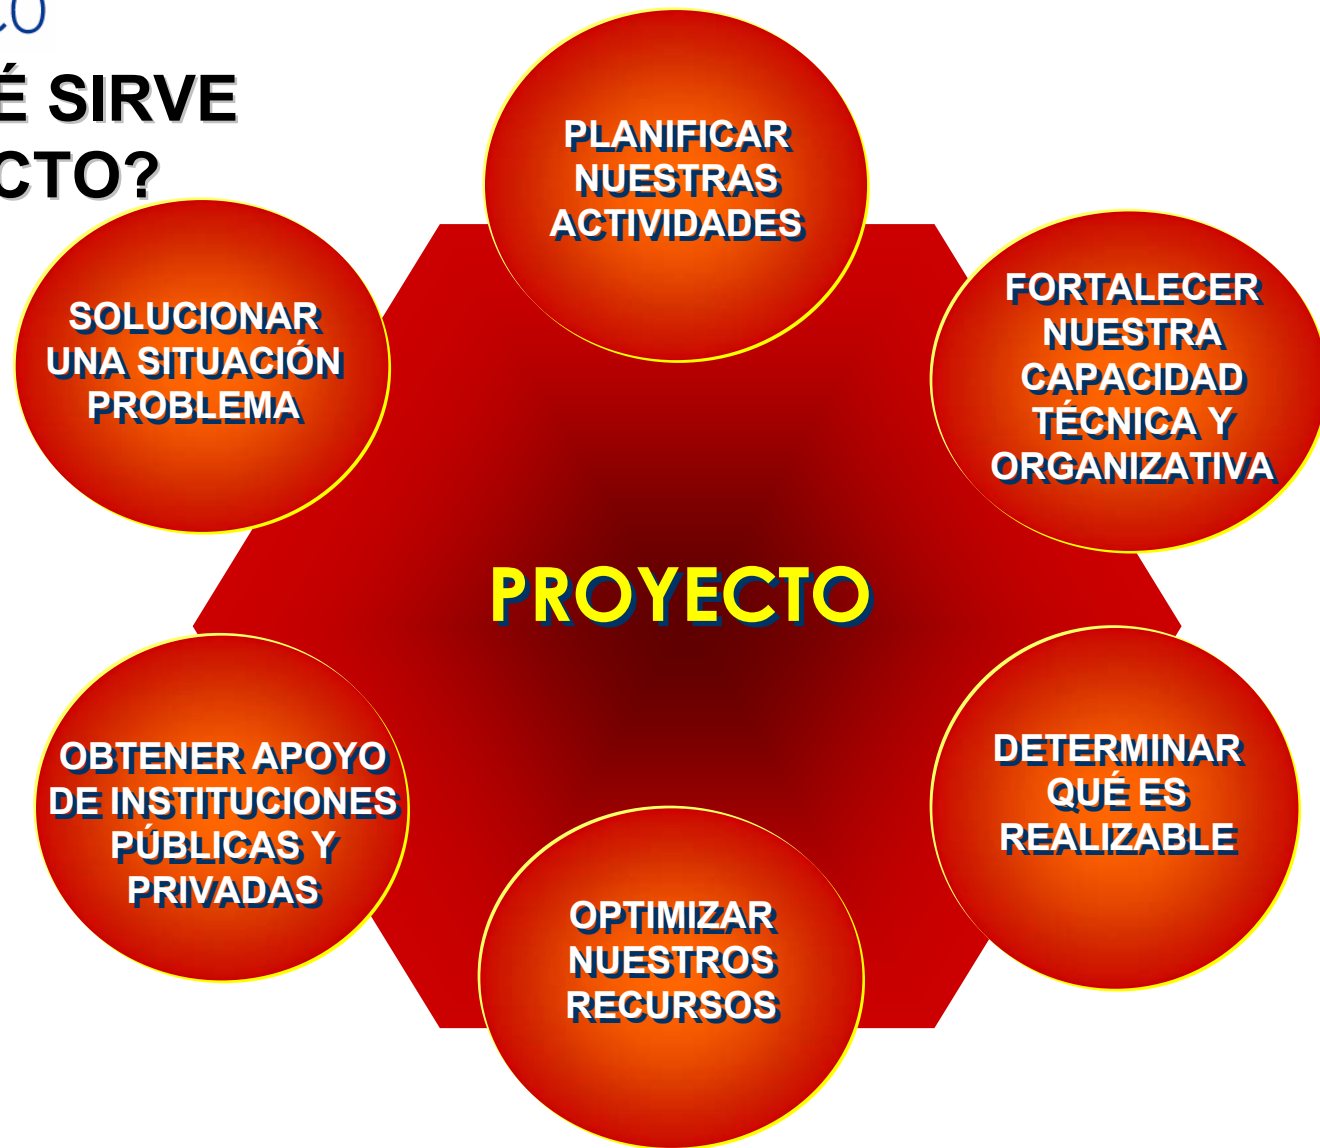 É SIRVE
CTO?
PLANIFICAR
NUESTRAS
ACTIVIDADES
FORTALECER
NUESTRA
CAPACIDAD
TÉCNICA Y
ORGANIZATIVA
SOLUCIONAR
UNA SITUACIÓN
PROBLEMA
PROYECTO
DETERMINAR
QUÉ ES
REALIZABLE
OBTENER APOYO
DE INSTITUCIONES
PÚBLICAS Y
PRIVADAS
OPTIMIZAR
NUESTROS
RECURSOS